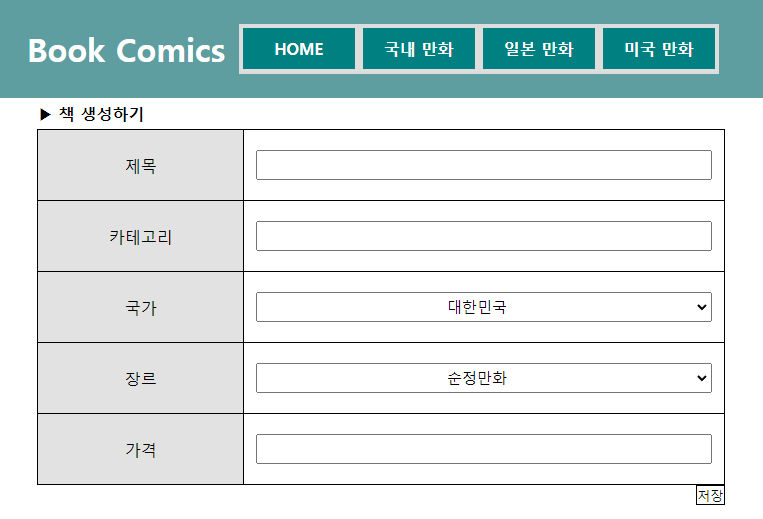 Book Comics HOME 국내 만화 일본 만화 미국 만화
▶ 책 생성하기
제목
카테고리
국가 대한민국
장르 순정만화
가격
저장